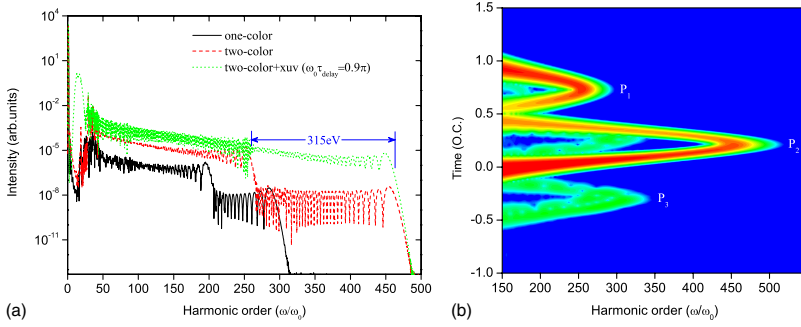 (a)
Intensity (arb.units)
10^4
10^1
10^-2
10^-5
10^-8
10^-11
one-color
two-color
two-color+xuv (ω₀τ_delay=0.9π)
315eV
0 50 100 150 200 250 300 350 400 450 500
Harmonic order (ω/ω₀)
(b)
Time (O.C.)
1.5
1.0
0.5
0.0
-0.5
-1.0
P₁
P₂
P₃
150 200 250 300 350 400 450 500
Harmonic order (ω/ω₀)